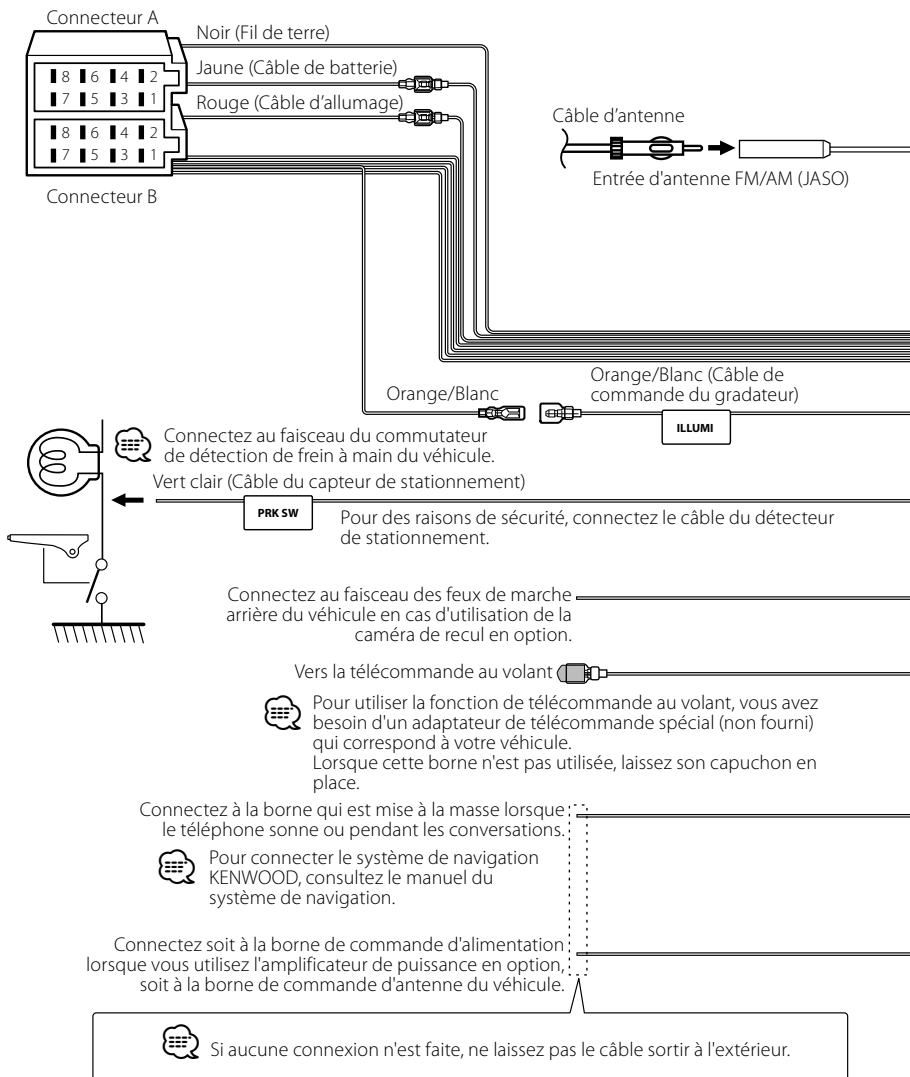 Connecteur A
Noir (Fil de terre)
Jaune (Câble de batterie)
Rouge (Câble d'allumage)
8 6 4 2
7 5 3 1
8 6 4 2
7 5 3 1
Connecteur B
Câble d'antenne
Entrée d'antenne FM/AM (JASO)
Orange/Blanc
Orange/Blanc (Câble de
commande du gradateur)
ILLUMI
Connectez au faisceau du commutateur
de détection de frein à main du véhicule.
Vert clair (Câble du capteur de stationnement)
PRK SW
Pour des raisons de sécurité, connectez le câble du détecteur
de stationnement.
Connectez au faisceau des feux de marche
arrière du véhicule en cas d'utilisation de la
caméra de recul en option.
Vers la télécommande au volant
Pour utiliser la fonction de télécommande au volant, vous avez
besoin d'un adaptateur de télécommande spécial (non fourni)
qui correspond à votre véhicule.
Lorsque cette borne n'est pas utilisée, laissez son capuchon en
place.
Connectez à la borne qui est mise à la masse lorsque
le téléphone sonne ou pendant les conversations.
Pour connecter le système de navigation
KENWOOD, consultez le manuel du
système de navigation.
Connectez soit à la borne de commande d'alimentation
lorsque vous utilisez l'amplificateur de puissance en option,
soit à la borne de commande d'antenne du véhicule.
Si aucune connexion n'est faite, ne laissez pas le câble sortir à l'extérieur.